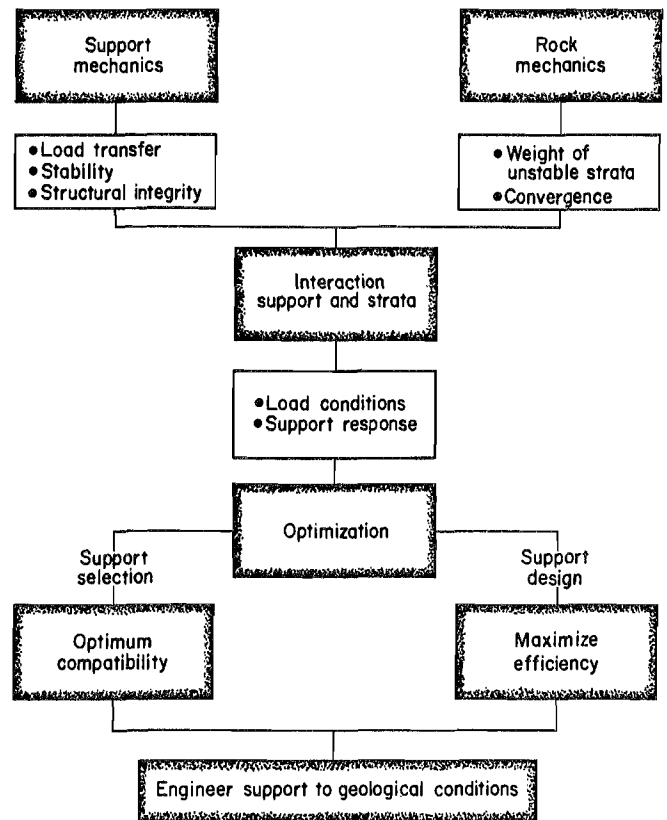 Support
mechanics
Rock
mechanics
● Load transfer
● Stability
● Structural integrity
● Weight of
unstable strata
● Convergence
Interaction
support and strata
● Load conditions
● Support response
Optimization
Support
selection
Support
design
Optimum
compatibility
Maximize
efficiency
Engineer support to geological conditions